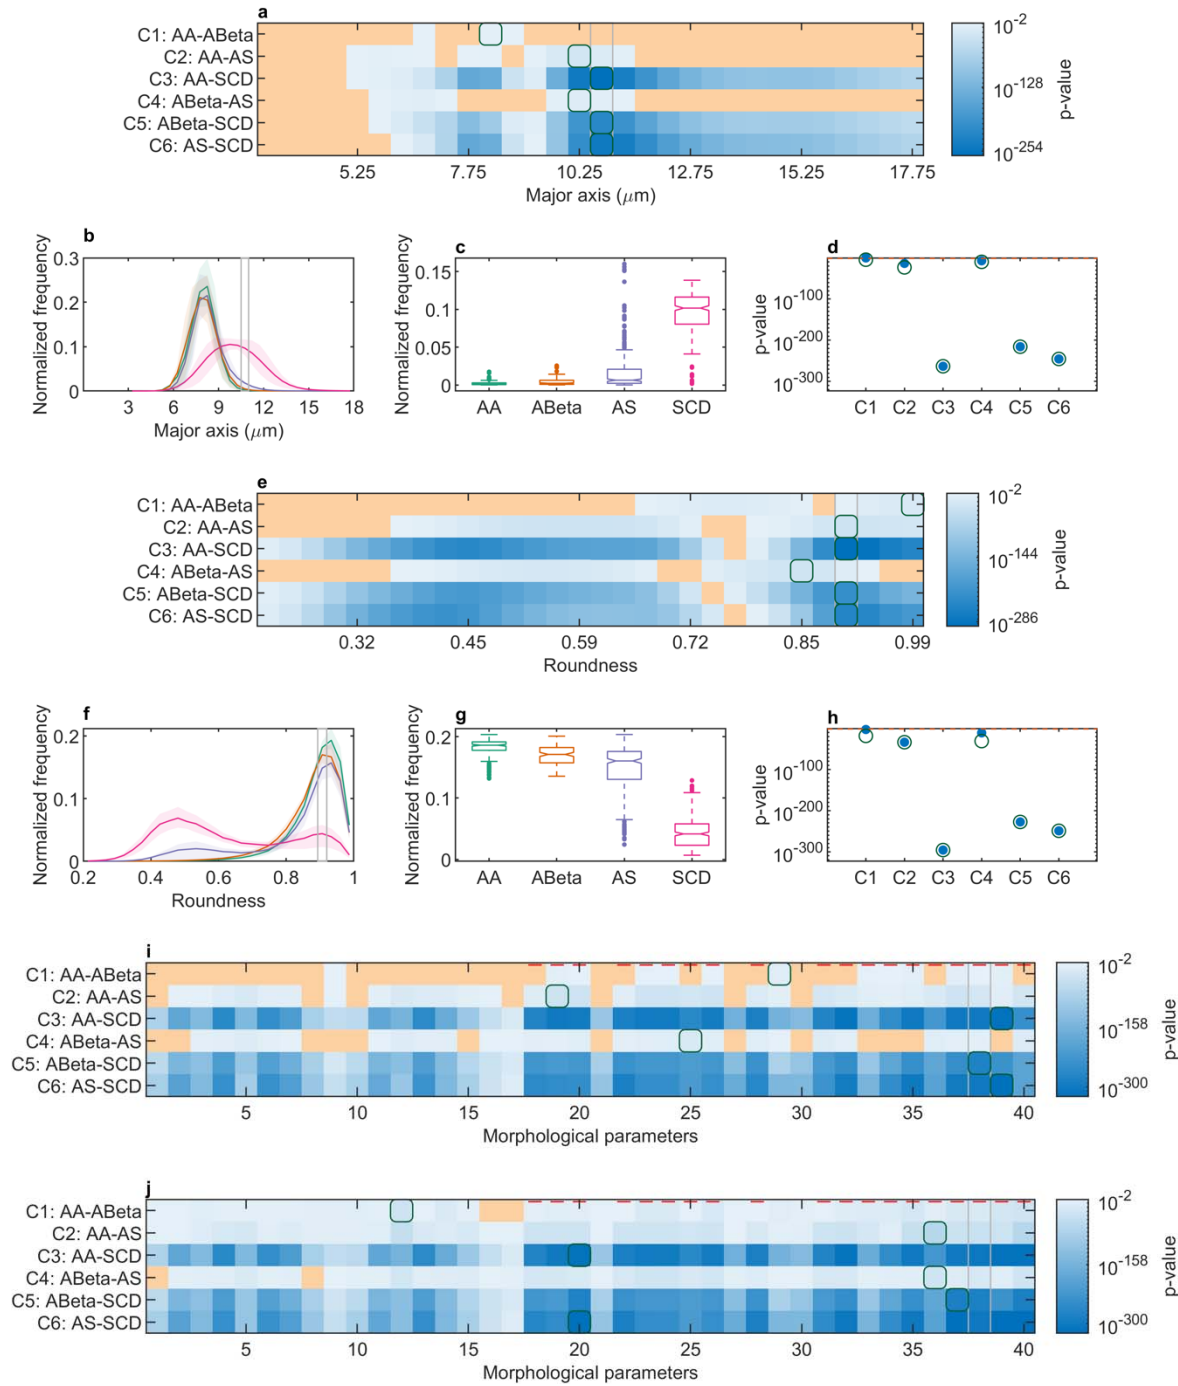 a
C1: AA-ABeta
C2: AA-AS
C3: AA-SCD
C4: ABeta-AS
C5: ABeta-SCD
C6: AS-SCD
5.25 7.75 10.25 12.75 15.25 17.75
Major axis (μm)
10^-2
10^-128
10^-254
p-value
b
Normalized frequency
0.3
0.2
0.1
0
3 6 9 12 15 18
Major axis (μm)
c
Normalized frequency
0.15
0.1
0.05
0
AA ABeta AS SCD
d
p-value
10^-100
10^-200
10^-300
C1 C2 C3 C4 C5 C6
e
C1: AA-ABeta
C2: AA-AS
C3: AA-SCD
C4: ABeta-AS
C5: ABeta-SCD
C6: AS-SCD
0.32 0.45 0.59 0.72 0.85 0.99
Roundness
10^-2
10^-144
10^-286
p-value
f
Normalized frequency
0.2
0.1
0
0.2 0.4 0.6 0.8 1
Roundness
g
Normalized frequency
0.2
0.1
0
AA ABeta AS SCD
h
p-value
10^-100
10^-200
10^-300
C1 C2 C3 C4 C5 C6
i
C1: AA-ABeta
C2: AA-AS
C3: AA-SCD
C4: ABeta-AS
C5: ABeta-SCD
C6: AS-SCD
5 10 15 20 25 30 35 40
Morphological parameters
10^-2
10^-158
10^-300
p-value
j
C1: AA-ABeta
C2: AA-AS
C3: AA-SCD
C4: ABeta-AS
C5: ABeta-SCD
C6: AS-SCD
5 10 15 20 25 30 35 40
Morphological parameters
10^-2
10^-158
10^-300
p-value